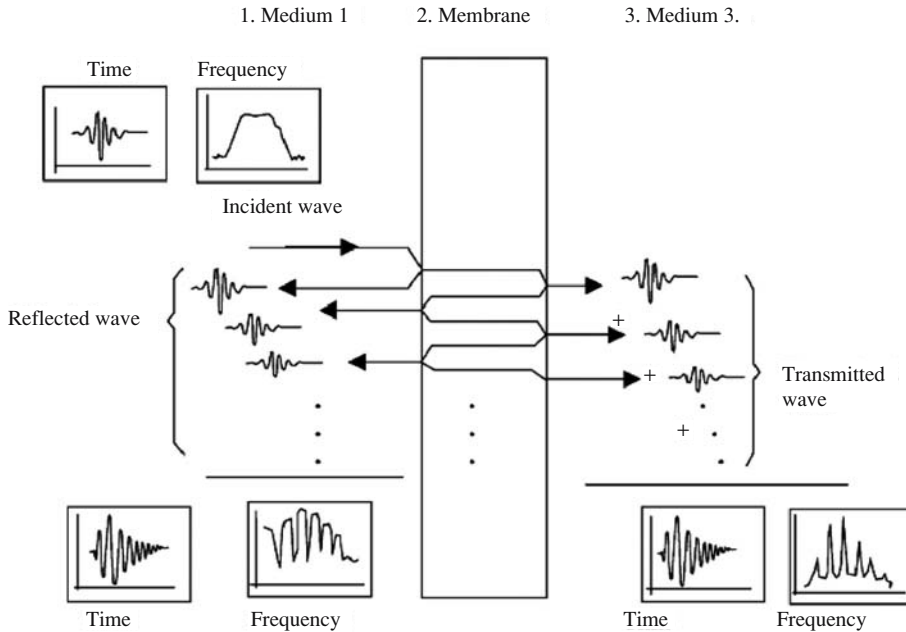 1. Medium 1 2. Membrane 3. Medium 3.
Time Frequency
Incident wave
Reflected wave
+
+
+
Transmitted
wave
Time Frequency
Time Frequency